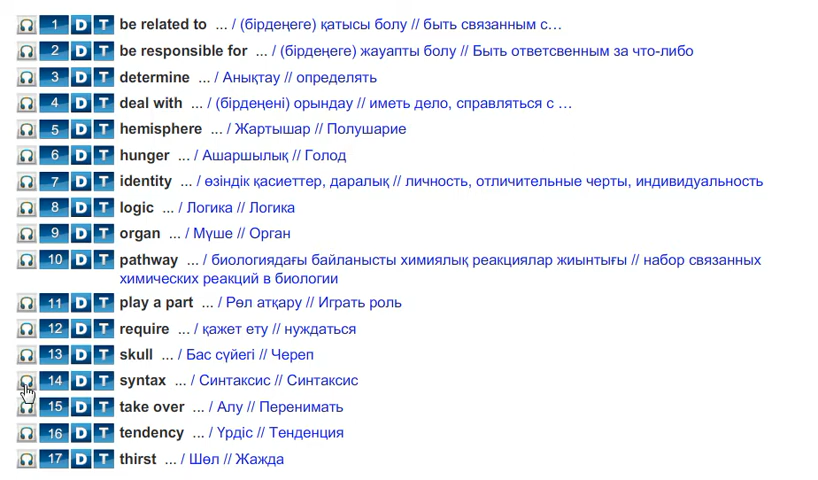 1 D T be related to ... / (бірдеңеге) қатысы болу // быть связанным с…
2 D T be responsible for ... / (бірдеңеге) жауапты болу // Быть ответсвенным за что-либо
3 D T determine ... / Анықтау // определять
4 D T deal with ... / (бірдеңені) орындау // иметь дело, справляться с …
5 D T hemisphere ... / Жартышар // Полушарие
6 D T hunger ... / Ашаршылық // Голод
7 D T identity ... / өзіндік қасиеттер, даралық // личность, отличительные черты, индивидуальность
8 D T logic ... / Логика // Логика
9 D T organ ... / Мүше // Орган
10 D T pathway ... / биологиядағы байланысты химиялық реакциялар жиынтығы // набор связанных
химических реакций в биологии
11 D T play a part ... / Рөл атқару // Играть роль
12 D T require ... / қажет ету // нуждаться
13 D T skull ... / Бас сүйегі // Череп
14 D T syntax ... / Синтаксис // Синтаксис
15 D T take over ... / Алу // Перенимать
16 D T tendency ... / Үрдіс // Тенденция
17 D T thirst ... / Шөл // Жажда